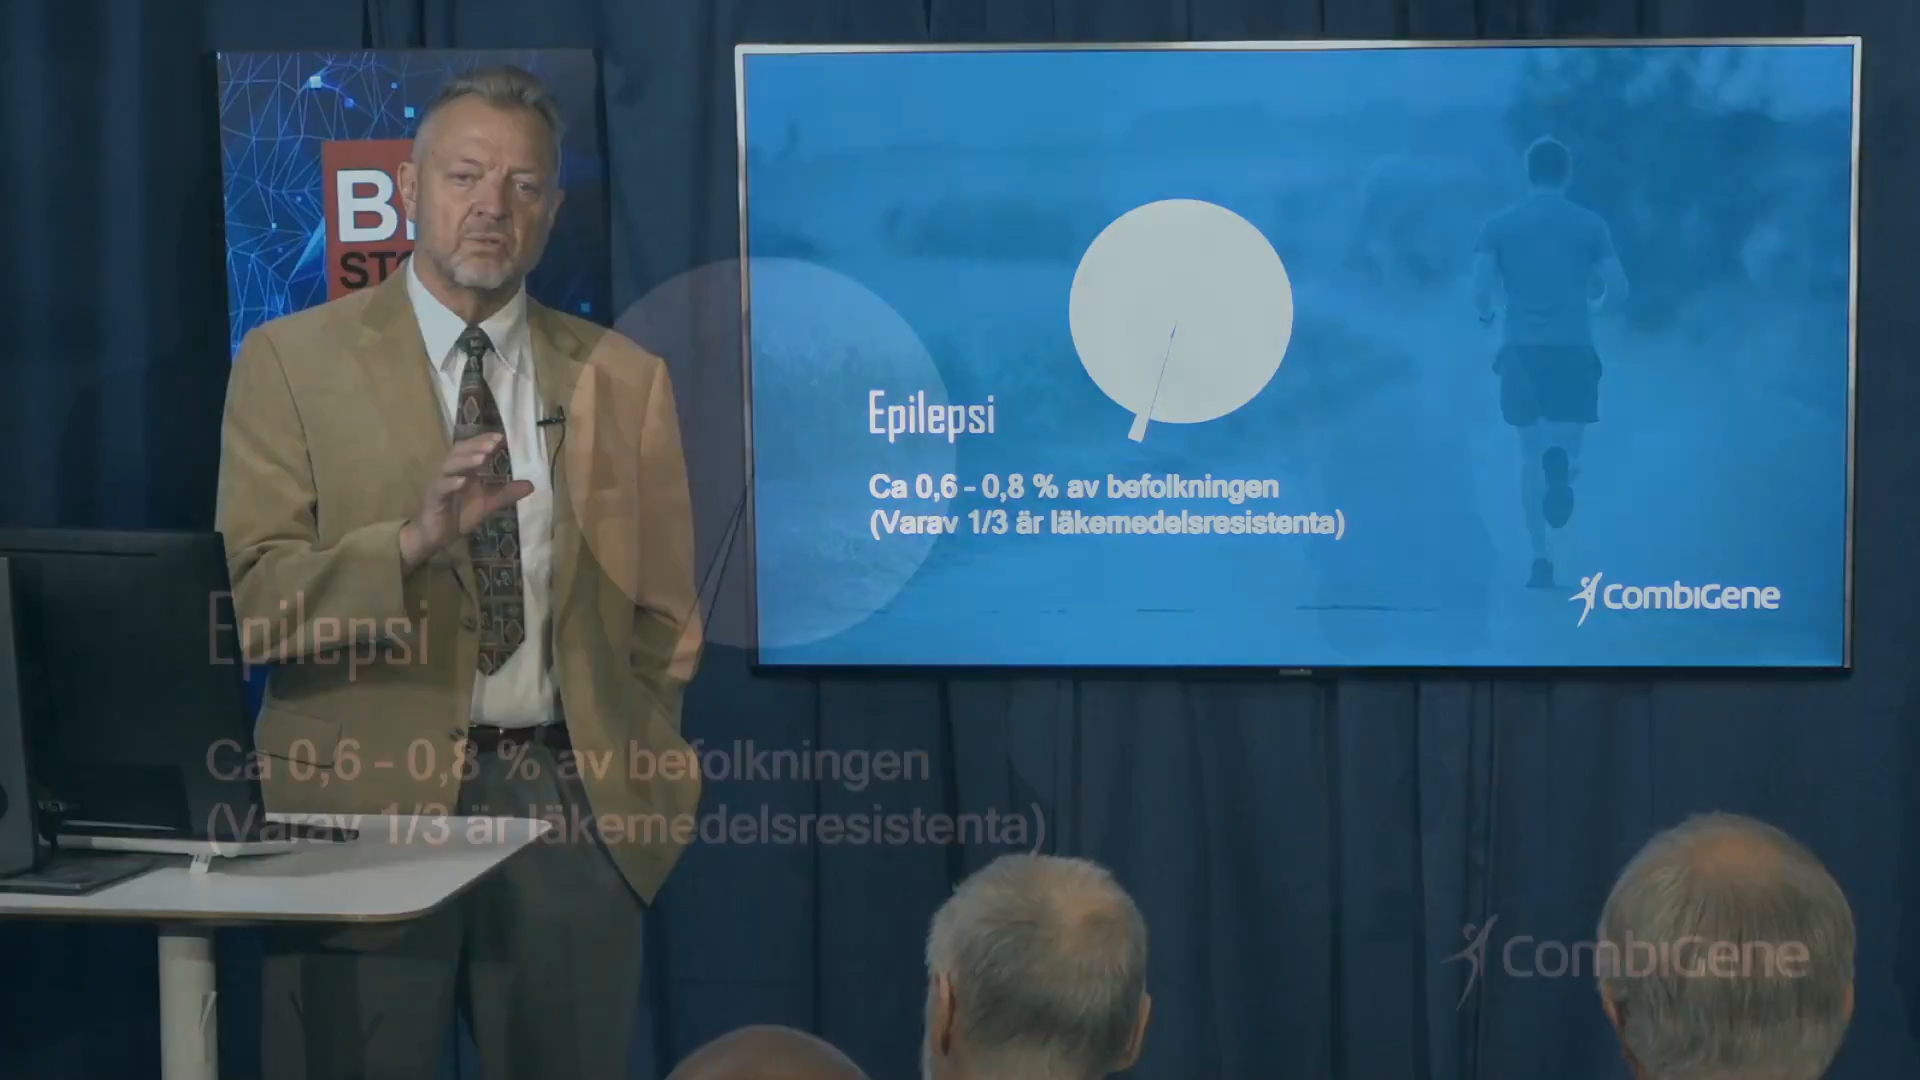 Epilepsi
Ca 0,6 – 0,8 % av befolkningen
(Varav 1/3 är läkemedelsresistenta)
CombiGene
Epilepsi
Ca 0,6 – 0,8 % av befolkningen
(Varav 1/3 är läkemedelsresistenta)
CombiGene